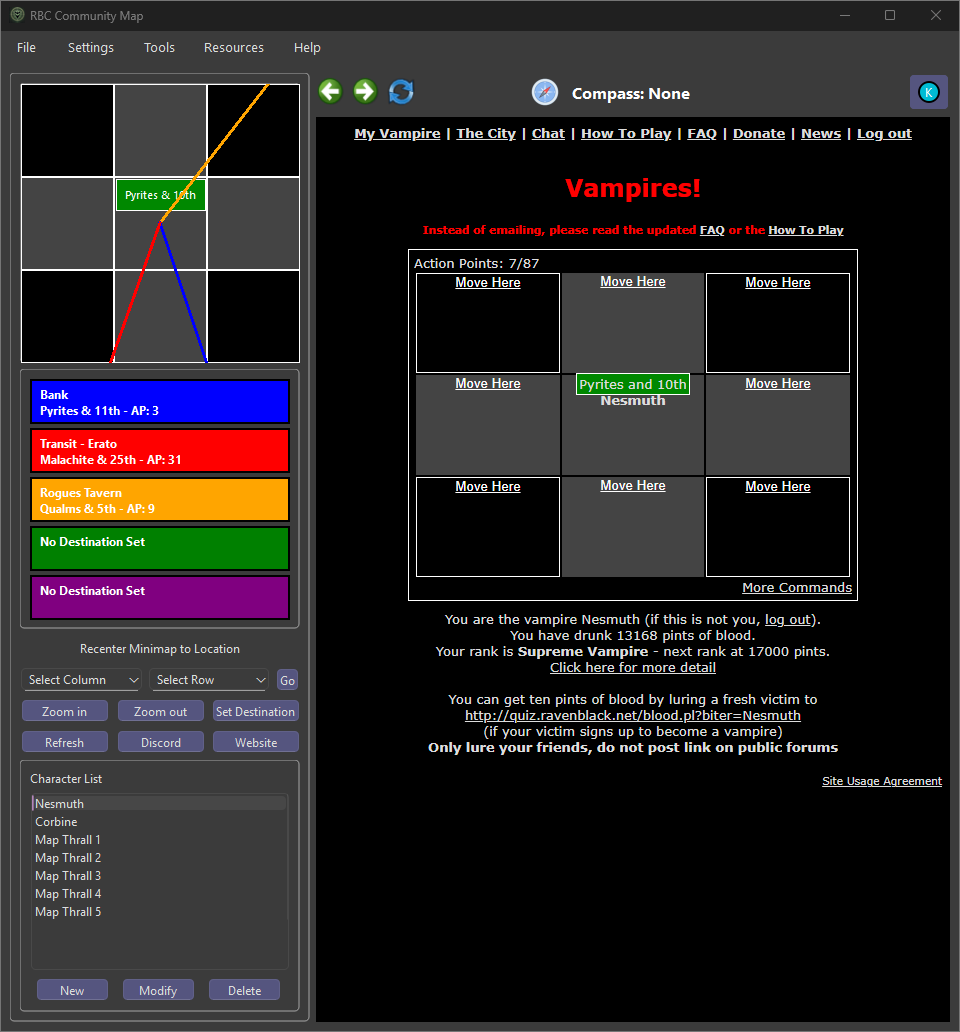 RBC Community Map
File Settings Tools Resources Help
Pyrites & 10th
Bank
Pyrites & 11th - AP: 3
Transit - Erato
Malachite & 25th - AP: 31
Rogues Tavern
Qualms & 5th - AP: 9
No Destination Set
No Destination Set
Recenter Minimap to Location
Select Column Select Row Go
Zoom in Zoom out Set Destination
Refresh Discord Website
Character List
Nesmuth
Corbine
Map Thrall 1
Map Thrall 2
Map Thrall 3
Map Thrall 4
Map Thrall 5
New Modify Delete
Compass: None
K
My Vampire | The City | Chat | How To Play | FAQ | Donate | News | Log out
Vampires!
Instead of emailing, please read the updated FAQ or the How To Play
Action Points: 7/87
Move Here Move Here Move Here
Move Here Pyrites and 10th Move Here
Nesmuth
Move Here Move Here Move Here
More Commands
You are the vampire Nesmuth (if this is not you, log out).
You have drunk 13168 pints of blood.
Your rank is Supreme Vampire - next rank at 17000 pints.
Click here for more detail
You can get ten pints of blood by luring a fresh victim to
http://quiz.ravenblack.net/blood.pl?biter=Nesmuth
(if your victim signs up to become a vampire)
Only lure your friends, do not post link on public forums
Site Usage Agreement